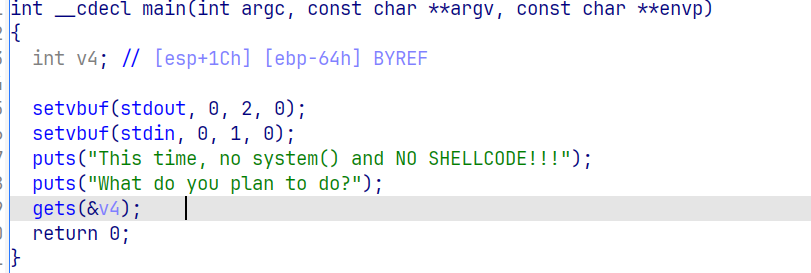 int __cdecl main(int argc, const char **argv, const char **envp)
{
int v4; // [esp+1Ch] [ebp-64h] BYREF
setvbuf(stdout, 0, 2, 0);
setvbuf(stdin, 0, 1, 0);
puts("This time, no system() and NO SHELLCODE!!!");
puts("What do you plan to do?");
gets(&v4);
return 0;
}